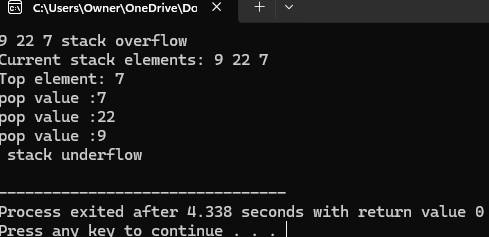 C:\Users\Owner\OneDrive\Do
9 22 7 stack overflow
Current stack elements: 9 22 7
Top element: 7
pop value :7
pop value :22
pop value :9
 stack underflow
--------------------------------
Process exited after 4.338 seconds with return value 0
Press any key to continue . . .